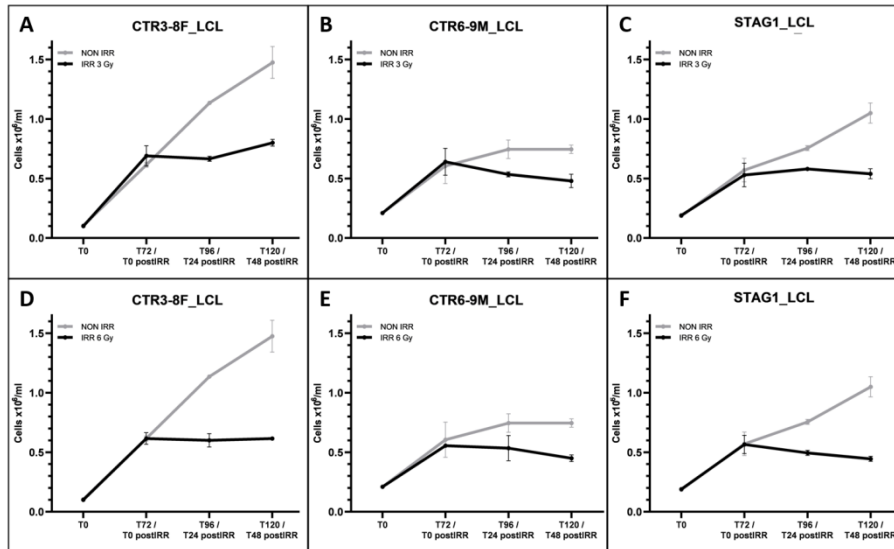 A
CTR3-8F_LCL
NON IRR
IRR 3 Gy
Cells x10⁶/ml
1.5
1.0
0.5
0.0
T0
T72 /
T0 postIRR
T96 /
T24 postIRR
T120 /
T48 postIRR
B
CTR6-9M_LCL
NON IRR
IRR 3 Gy
Cells x10⁶/ml
1.5
1.0
0.5
0.0
T0
T72 /
T0 postIRR
T96 /
T24 postIRR
T120 /
T48 postIRR
C
STAG1_LCL
NON IRR
IRR 3 Gy
Cells x10⁶/ml
1.5
1.0
0.5
0.0
T0
T72 /
T0 postIRR
T96 /
T24 postIRR
T120 /
T48 postIRR
D
CTR3-8F_LCL
NON IRR
IRR 6 Gy
Cells x10⁶/ml
1.5
1.0
0.5
0.0
T0
T72 /
T0 postIRR
T96 /
T24 postIRR
T120 /
T48 postIRR
E
CTR6-9M_LCL
NON IRR
IRR 6 Gy
Cells x10⁶/ml
1.5
1.0
0.5
0.0
T0
T72 /
T0 postIRR
T96 /
T24 postIRR
T120 /
T48 postIRR
F
STAG1_LCL
NON IRR
IRR 6 Gy
Cells x10⁶/ml
1.5
1.0
0.5
0.0
T0
T72 /
T0 postIRR
T96 /
T24 postIRR
T120 /
T48 postIRR